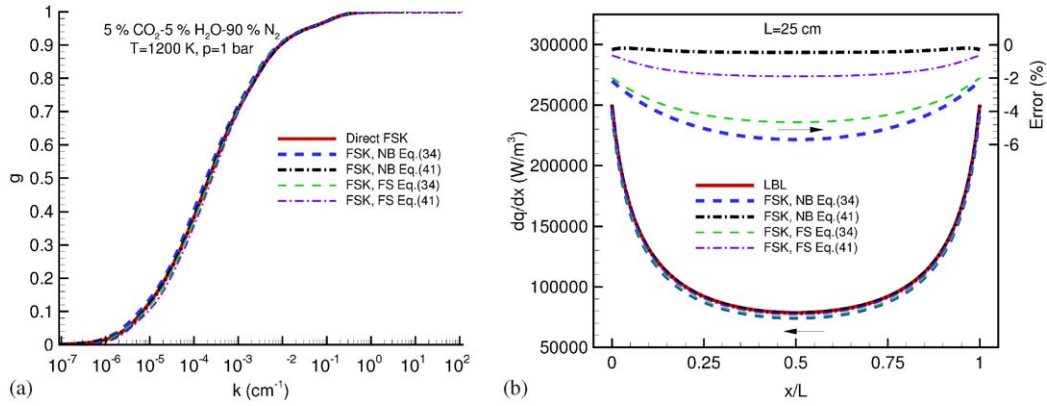 5 % CO₂-5 % H₂O-90 % N₂
T=1200 K, p=1 bar
1
0.9
0.8
0.7
0.6
0.5
0.4
0.3
0.2
0.1
0
g
Direct FSK
FSK, NB Eq.(34)
FSK, NB Eq.(41)
FSK, FS Eq.(34)
FSK, FS Eq.(41)
10⁻⁷ 10⁻⁶ 10⁻⁵ 10⁻⁴ 10⁻³ 10⁻² 10⁻¹ 10⁰ 10¹ 10²
(a) k (cm⁻¹)
L=25 cm
300000
250000
200000
150000
100000
50000
dq/dx (W/m³)
0
-2
-4
-6
Error (%)
LBL
FSK, NB Eq.(34)
FSK, NB Eq.(41)
FSK, FS Eq.(34)
FSK, FS Eq.(41)
0 0.25 0.5 0.75 1
(b) x/L